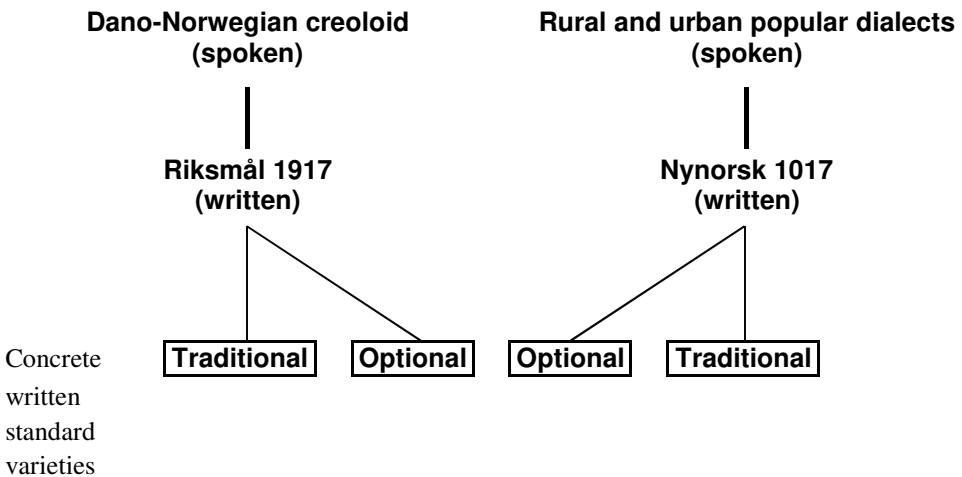 Dano-Norwegian creoloid
(spoken)
Rural and urban popular dialects
(spoken)
Riksmål 1917
(written)
Nynorsk 1017
(written)
Concrete
written
standard
varieties
Traditional
Optional
Optional
Traditional